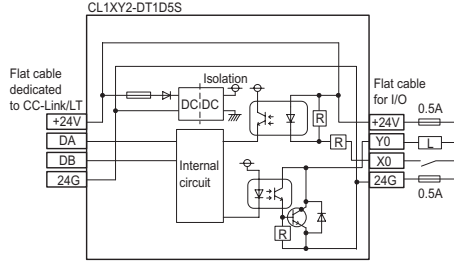 CL1XY2-DT1D5S
Flat cable
dedicated
to CC-Link/LT
+24V
DA
DB
24G
DC DC
Isolation
Internal
circuit
R
R
R
Flat cable
for I/O
+24V
Y0
X0
24G
0.5A
L
0.5A